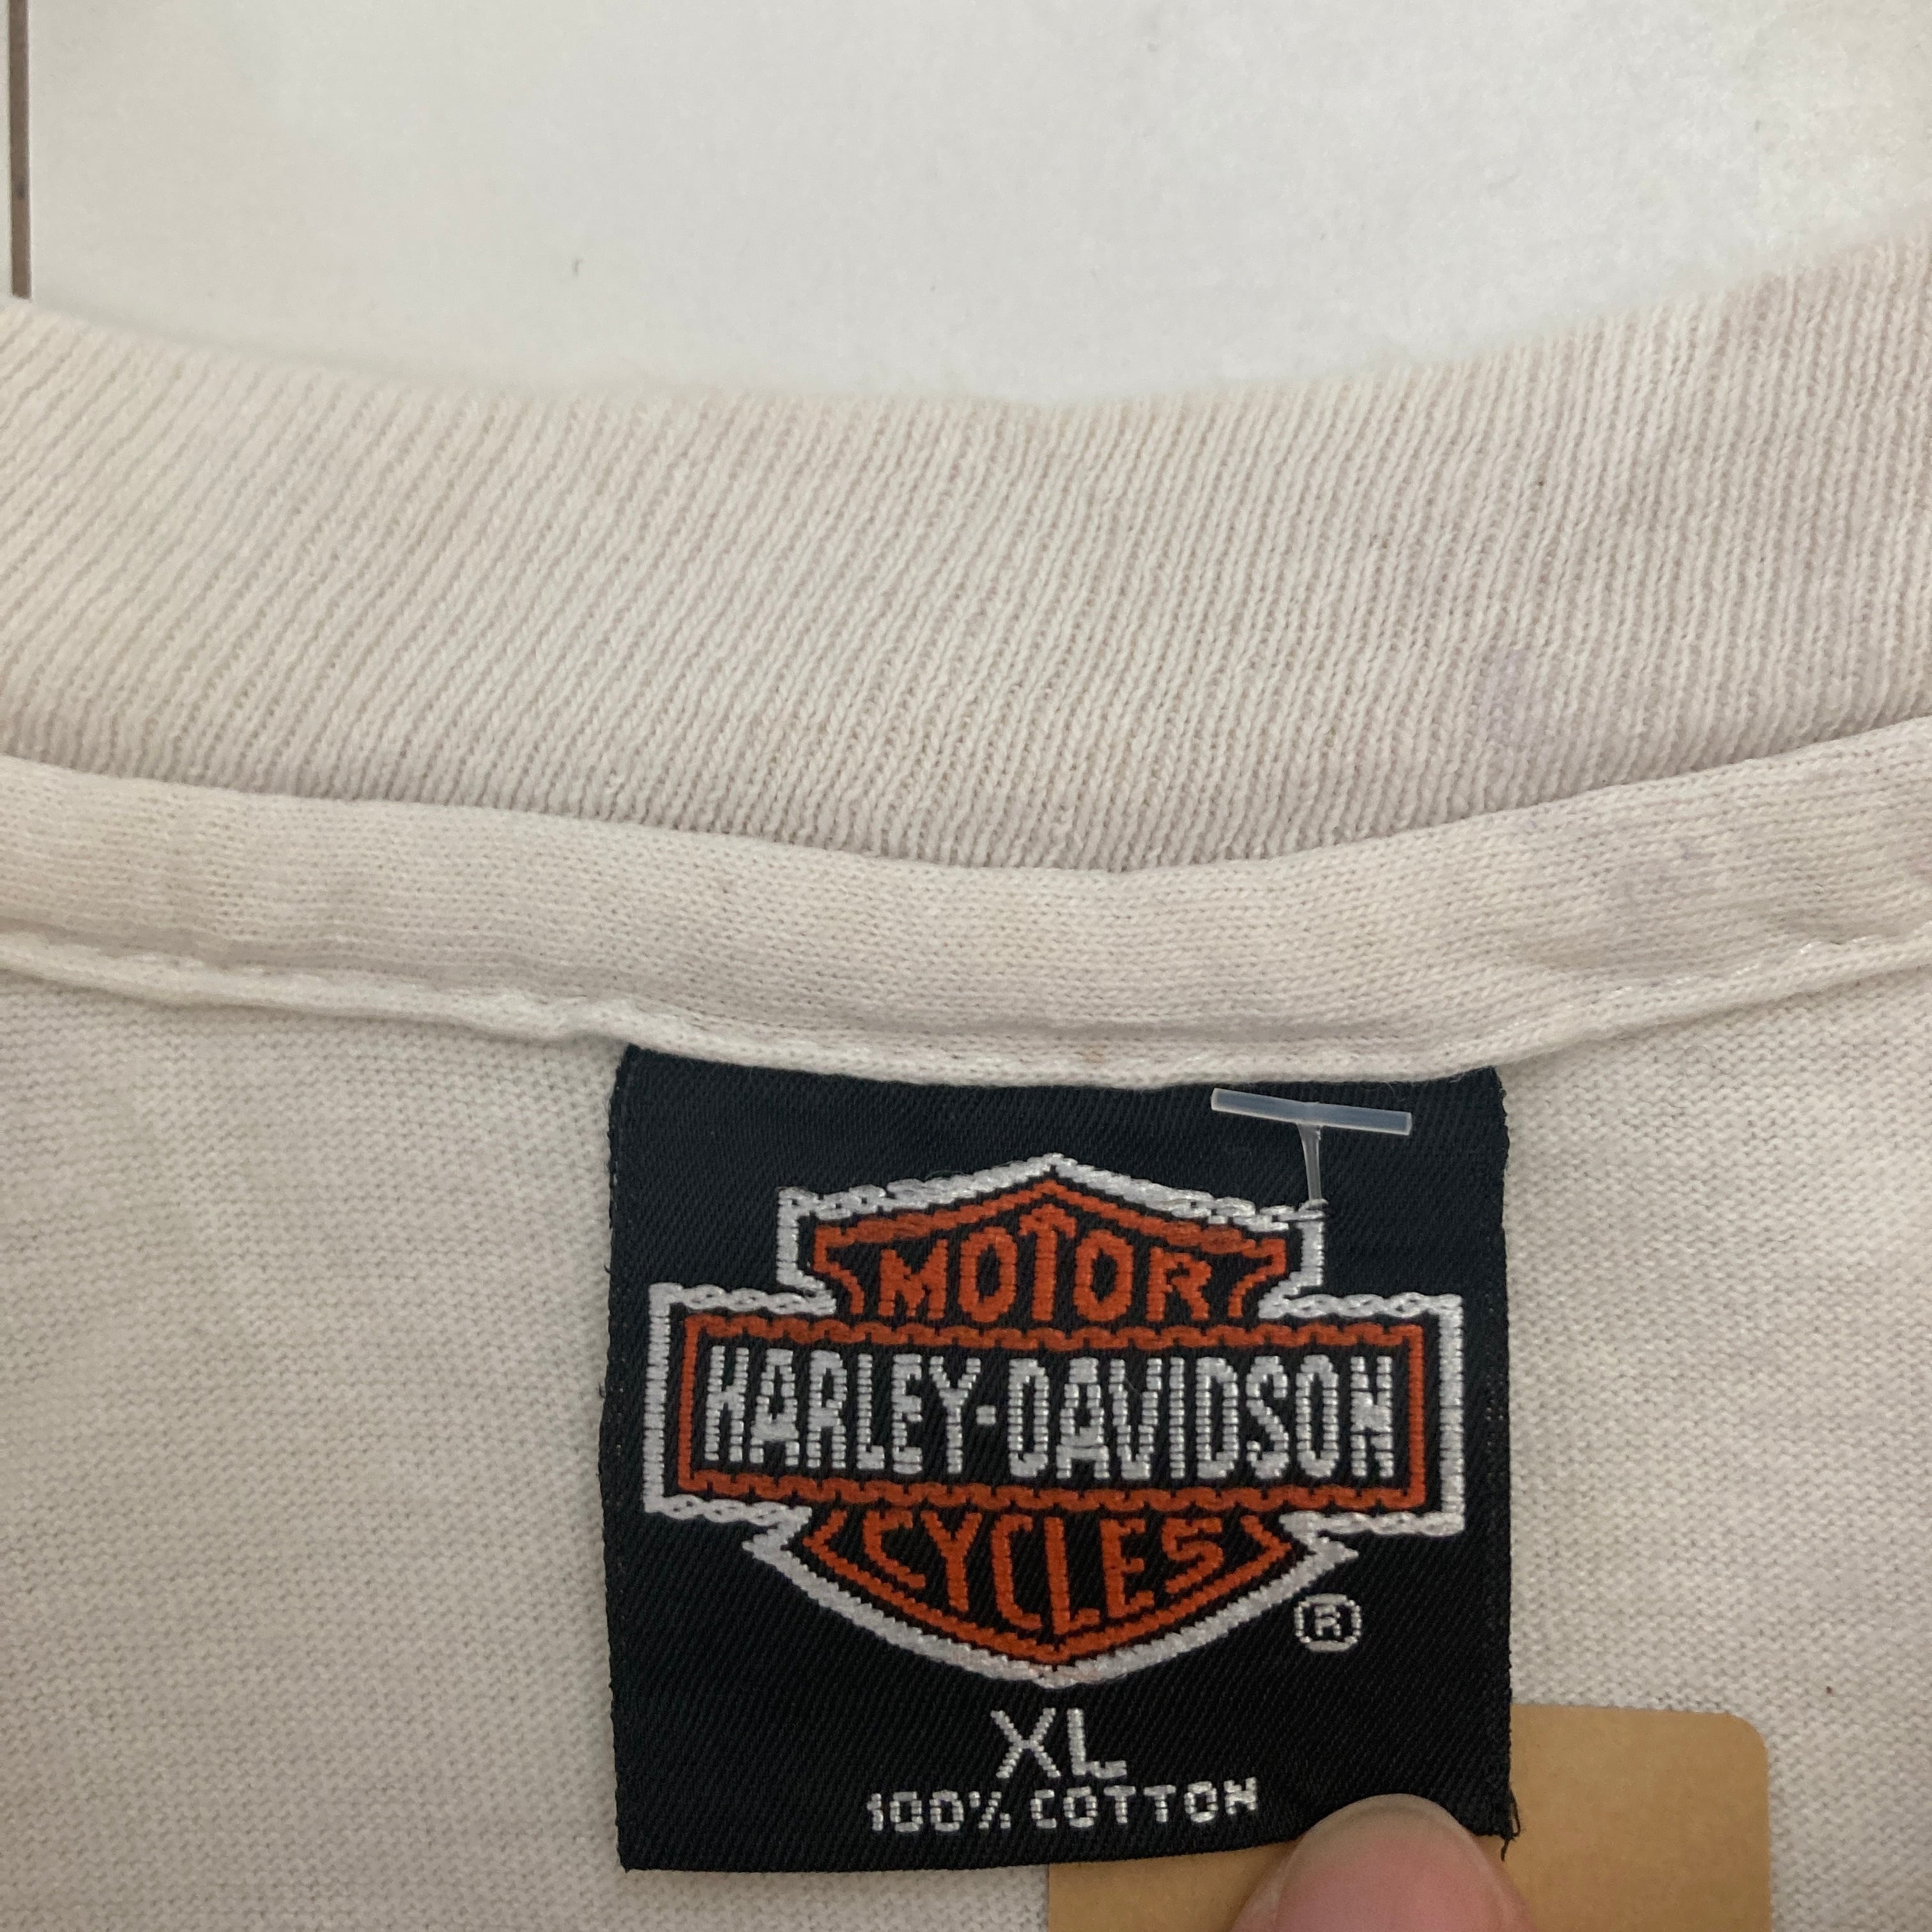 MOTOR
HARLEY-DAVIDSON
CYCLES
®
XL
100% COTTON